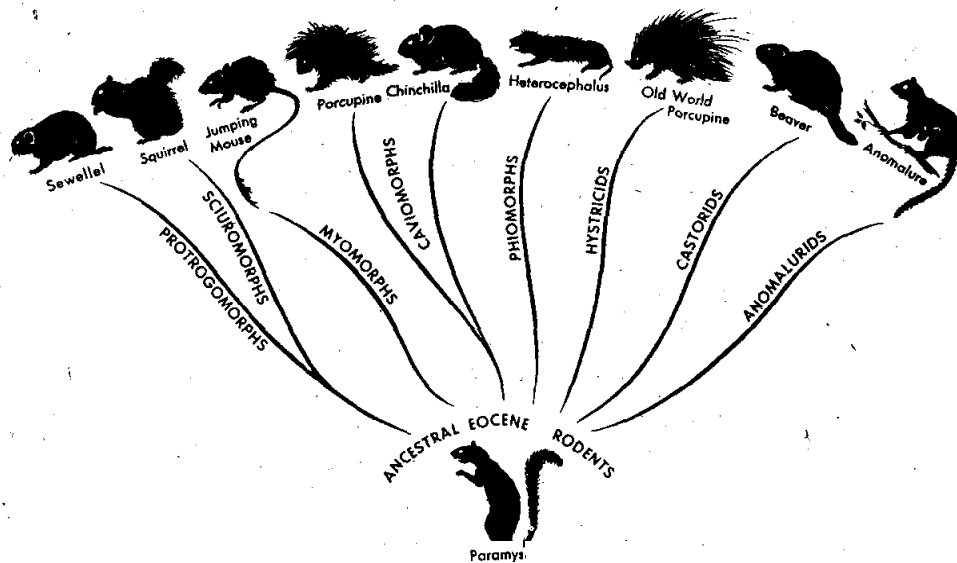 Sewellel
Squirrel
Jumping
Mouse
Porcupine
Chinchilla
Heterocephalus
Old World
Porcupine
Beaver
Anomalure
PROTROGOMORPHS
SCIUROMORPHS
MYOMORPHS
CAVIOMORPHS
PHIOMORPHS
HYSTRICIDS
CASTORIDS
ANOMALURIDS
ANCESTRAL EOCENE RODENTS
Paramys